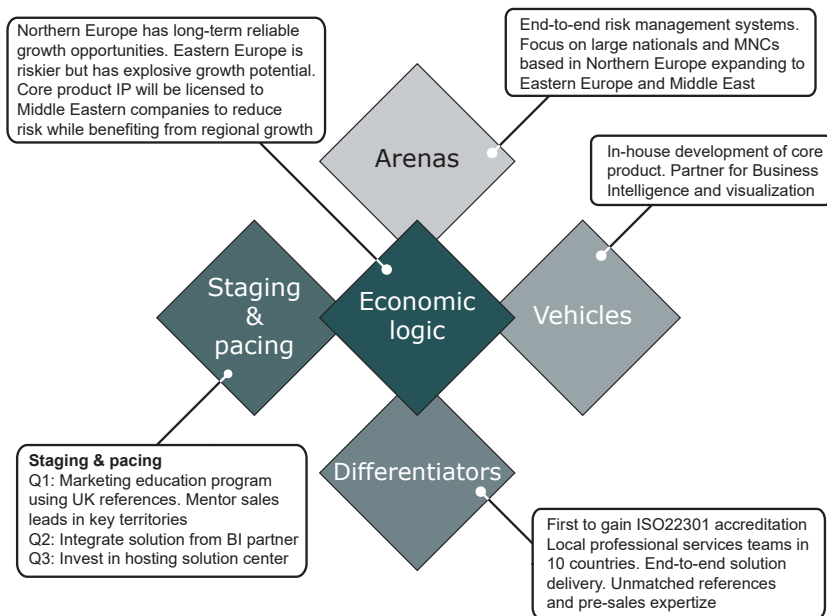 Northern Europe has long-term reliable
growth opportunities. Eastern Europe is
riskier but has explosive growth potential.
Core product IP will be licensed to
Middle Eastern companies to reduce
risk while benefiting from regional growth
End-to-end risk management systems.
Focus on large nationals and MNCs
based in Northern Europe expanding to
Eastern Europe and Middle East
Arenas
In-house development of core
product. Partner for Business
Intelligence and visualization
Staging
&
pacing
Economic
logic
Vehicles
Differentiators
Staging & pacing
Q1: Marketing education program
using UK references. Mentor sales
leads in key territories
Q2: Integrate solution from BI partner
Q3: Invest in hosting solution center
First to gain ISO22301 accreditation
Local professional services teams in
10 countries. End-to-end solution
delivery. Unmatched references
and pre-sales expertize